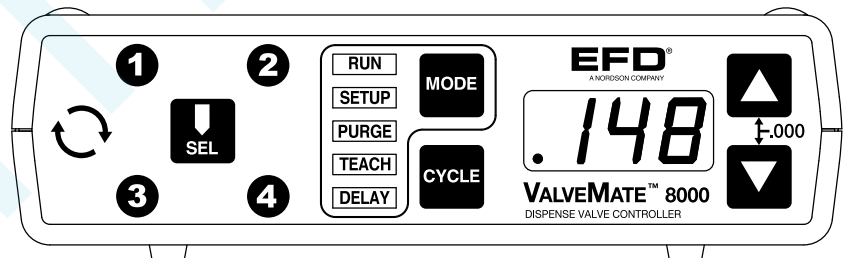 1
2
3
4
SEL
RUN
SETUP
PURGE
TEACH
DELAY
MODE
CYCLE
EFD®
A NORDSON COMPANY
.148
VALVEMATE™ 8000
DISPENSE VALVE CONTROLLER
.000